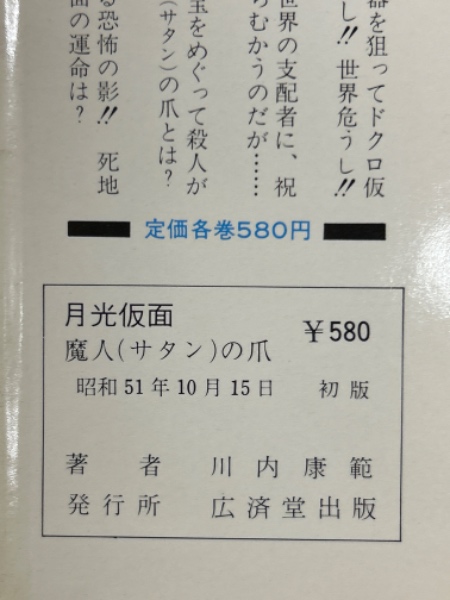 器を狙ってドクロ仮
し!! 世界危うし!!
世界の支配者に、祝
らむかうのだが……
宝をめぐって殺人が
(サタン)の爪とは?
る恐怖の影!! 死地
面の運命は?
定価各巻580円
月光仮面
魔人(サタン)の爪
¥580
昭和51年10月15日 初版
著者 川内康範
発行所 広済堂出版